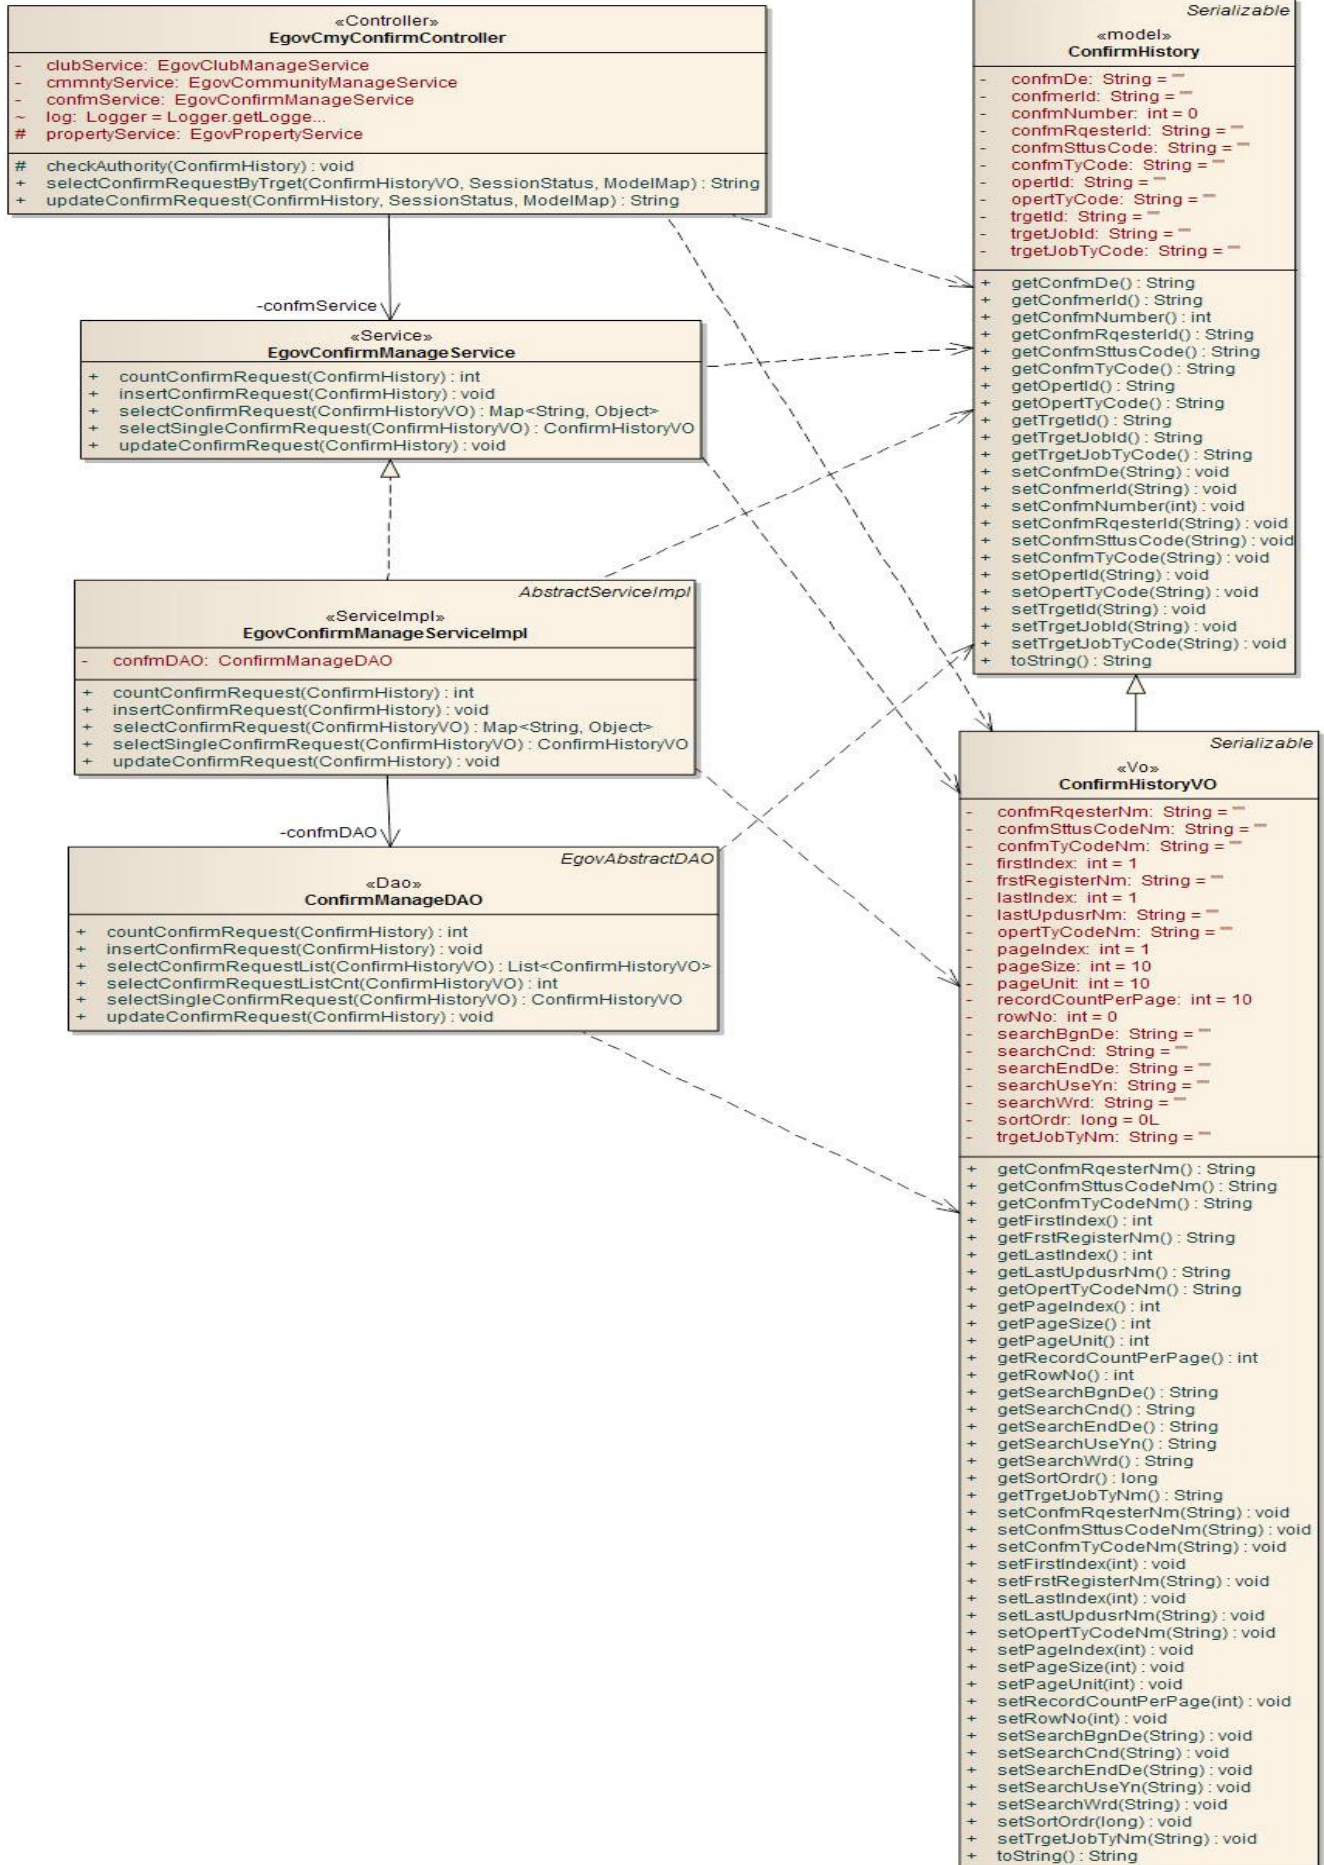 «Controller»
EgovCmyConfirmController
- clubService: EgovClubManageService
- cmmntyService: EgovCommunityManageService
- confmService: EgovConfirmManageService
~ log: Logger = Logger.getLogge...
# propertyService: EgovPropertyService
# checkAuthority(ConfirmHistory) : void
+ selectConfirmRequestByTrget(ConfirmHistoryVO, SessionStatus, ModelMap) : String
+ updateConfirmRequest(ConfirmHistory, SessionStatus, ModelMap) : String
-confmService
«Service»
EgovConfirmManageService
+ countConfirmRequest(ConfirmHistory) : int
+ insertConfirmRequest(ConfirmHistory) : void
+ selectConfirmRequest(ConfirmHistoryVO) : Map<String, Object>
+ selectSingleConfirmRequest(ConfirmHistoryVO) : ConfirmHistoryVO
+ updateConfirmRequest(ConfirmHistory) : void
AbstractServiceImpl
«ServiceImpl»
EgovConfirmManageServiceImpl
- confmDAO: ConfirmManageDAO
+ countConfirmRequest(ConfirmHistory) : int
+ insertConfirmRequest(ConfirmHistory) : void
+ selectConfirmRequest(ConfirmHistoryVO) : Map<String, Object>
+ selectSingleConfirmRequest(ConfirmHistoryVO) : ConfirmHistoryVO
+ updateConfirmRequest(ConfirmHistory) : void
-confmDAO
EgovAbstractDAO
«Dao»
ConfirmManageDAO
+ countConfirmRequest(ConfirmHistory) : int
+ insertConfirmRequest(ConfirmHistory) : void
+ selectConfirmRequestList(ConfirmHistoryVO) : List<ConfirmHistoryVO>
+ selectConfirmRequestListCnt(ConfirmHistoryVO) : int
+ selectSingleConfirmRequest(ConfirmHistoryVO) : ConfirmHistoryVO
+ updateConfirmRequest(ConfirmHistory) : void
Serializable
«model»
ConfirmHistory
- confmDe: String = ""
- confmerId: String = ""
- confmNumber: int = 0
- confmRqesterId: String = ""
- confmSttusCode: String = ""
- confmTyCode: String = ""
- opertId: String = ""
- opertTyCode: String = ""
- trgetId: String = ""
- trgetJobId: String = ""
- trgetJobTyCode: String = ""
+ getConfmDe() : String
+ getConfmerId() : String
+ getConfmNumber() : int
+ getConfmRqesterId() : String
+ getConfmSttusCode() : String
+ getConfmTyCode() : String
+ getOpertId() : String
+ getOpertTyCode() : String
+ getTrgetId() : String
+ getTrgetJobId() : String
+ getTrgetJobTyCode() : String
+ setConfmDe(String) : void
+ setConfmerId(String) : void
+ setConfmNumber(int) : void
+ setConfmRqesterId(String) : void
+ setConfmSttusCode(String) : void
+ setConfmTyCode(String) : void
+ setOpertId(String) : void
+ setOpertTyCode(String) : void
+ setTrgetId(String) : void
+ setTrgetJobId(String) : void
+ setTrgetJobTyCode(String) : void
+ toString() : String
Serializable
«Vo»
ConfirmHistoryVO
- confmRqesterNm: String = ""
- confmSttusCodeNm: String = ""
- confmTyCodeNm: String = ""
- firstIndex: int = 1
- frstRegisterNm: String = ""
- lastIndex: int = 1
- lastUpdusrNm: String = ""
- opertTyCodeNm: String = ""
- pageIndex: int = 1
- pageSize: int = 10
- pageUnit: int = 10
- recordCountPerPage: int = 10
- rowNo: int = 0
- searchBgnDe: String = ""
- searchCnd: String = ""
- searchEndDe: String = ""
- searchUseYn: String = ""
- searchWrd: String = ""
- sortOrdr: long = 0L
- trgetJobTyNm: String = ""
+ getConfmRqesterNm() : String
+ getConfmSttusCodeNm() : String
+ getConfmTyCodeNm() : String
+ getFirstIndex() : int
+ getFrstRegisterNm() : String
+ getLastIndex() : int
+ getLastUpdusrNm() : String
+ getOpertTyCodeNm() : String
+ getPageIndex() : int
+ getPageSize() : int
+ getPageUnit() : int
+ getRecordCountPerPage() : int
+ getRowNo() : int
+ getSearchBgnDe() : String
+ getSearchCnd() : String
+ getSearchEndDe() : String
+ getSearchUseYn() : String
+ getSearchWrd() : String
+ getSortOrdr() : long
+ getTrgetJobTyNm() : String
+ setConfmRqesterNm(String) : void
+ setConfmSttusCodeNm(String) : void
+ setConfmTyCodeNm(String) : void
+ setFirstIndex(int) : void
+ setFrstRegisterNm(String) : void
+ setLastIndex(int) : void
+ setLastUpdusrNm(String) : void
+ setOpertTyCodeNm(String) : void
+ setPageIndex(int) : void
+ setPageSize(int) : void
+ setPageUnit(int) : void
+ setRecordCountPerPage(int) : void
+ setRowNo(int) : void
+ setSearchBgnDe(String) : void
+ setSearchCnd(String) : void
+ setSearchEndDe(String) : void
+ setSearchUseYn(String) : void
+ setSearchWrd(String) : void
+ setSortOrdr(long) : void
+ setTrgetJobTyNm(String) : void
+ toString() : String